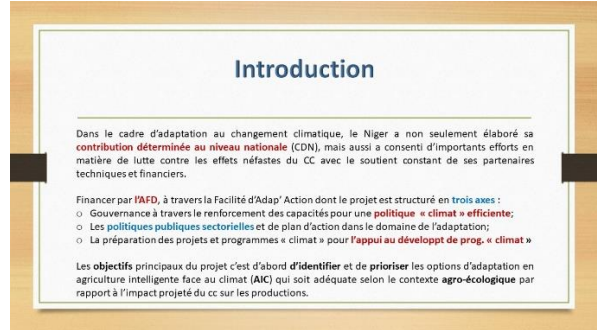 Introduction
Dans le cadre d'adaptation au changement climatique, le Niger a non seulement élaboré sa
contribution déterminée au niveau nationale (CDN), mais aussi a consenti d'importants efforts en
matière de lutte contre les effets néfastes du CC avec le soutient constant de ses partenaires
techniques et financiers.
Financer par l'AFD, à travers la Facilité d'Adap' Action dont le projet est structuré en trois axes :
o Gouvernance à travers le renforcement des capacités pour une politique « climat » efficiente;
o Les politiques publiques sectorielles et de plan d'action dans le domaine de l'adaptation;
o La préparation des projets et programmes « climat » pour l'appui au développt de prog. « climat »
Les objectifs principaux du projet c'est d'abord d'identifier et de prioriser les options d'adaptation en
agriculture intelligente face au climat (AIC) qui soit adéquate selon le contexte agro-écologique par
rapport à l'impact projeté du cc sur les productions.